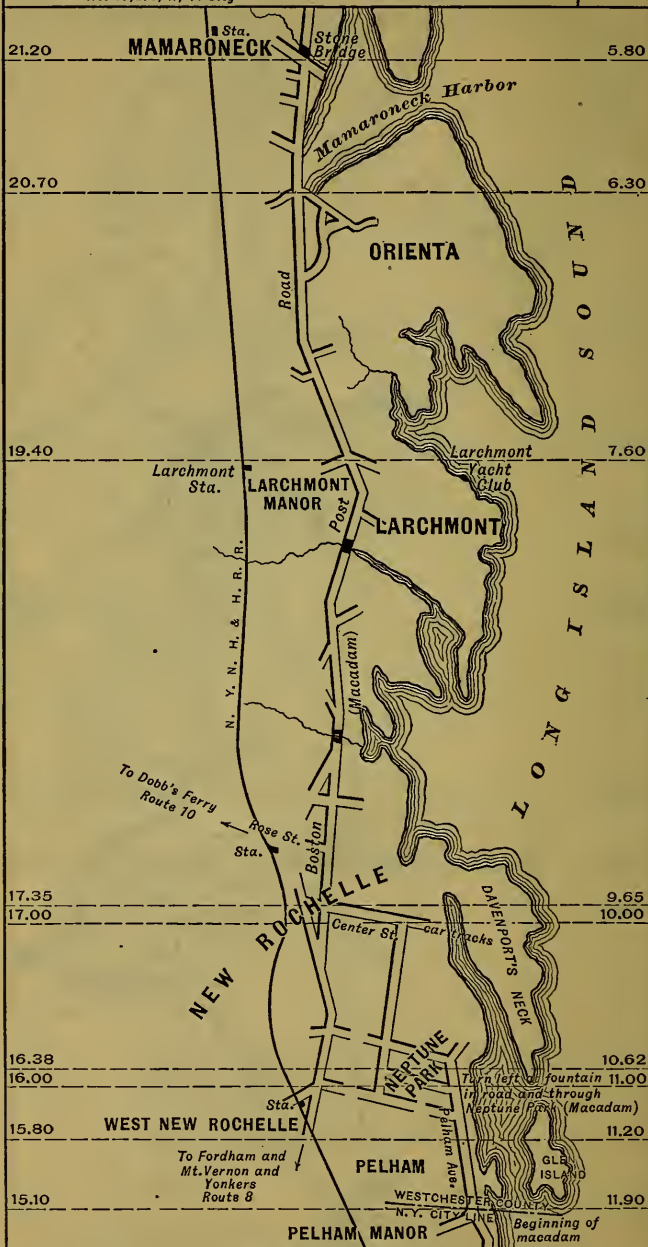 Sta.
MAMARONECK
Stone
Bridge
21.20
5.80
Mamaroneck Harbor
20.70
6.30
ORIENTA
Road
LONG ISLAND SOUND
19.40
7.60
Larchmont
Sta.
LARCHMONT
MANOR
Larchmont
Yacht
Club
Post
LARCHMONT
N. Y. N. H. & H. R. R.
(Macadam)
To Dobb's Ferry
Route 10
Rose St.
Sta.
Boston
17.35
9.65
NEW ROCHELLE
17.00
10.00
Center St.
car tracks
DAVENPORT'S
NECK
16.38
10.62
NEPTUNE
PARK
16.00
11.00
Turn left at fountain
in road and through
Neptune Park (Macadam)
Sta.
WEST NEW ROCHELLE
Pelham Ave.
15.80
11.20
To Fordham and
Mt. Vernon and
Yonkers
Route 8
PELHAM
ISLAND
WESTCHESTER COUNTY
15.10
11.90
N.Y. CITY LINE
Beginning of
macadam
PELHAM MANOR